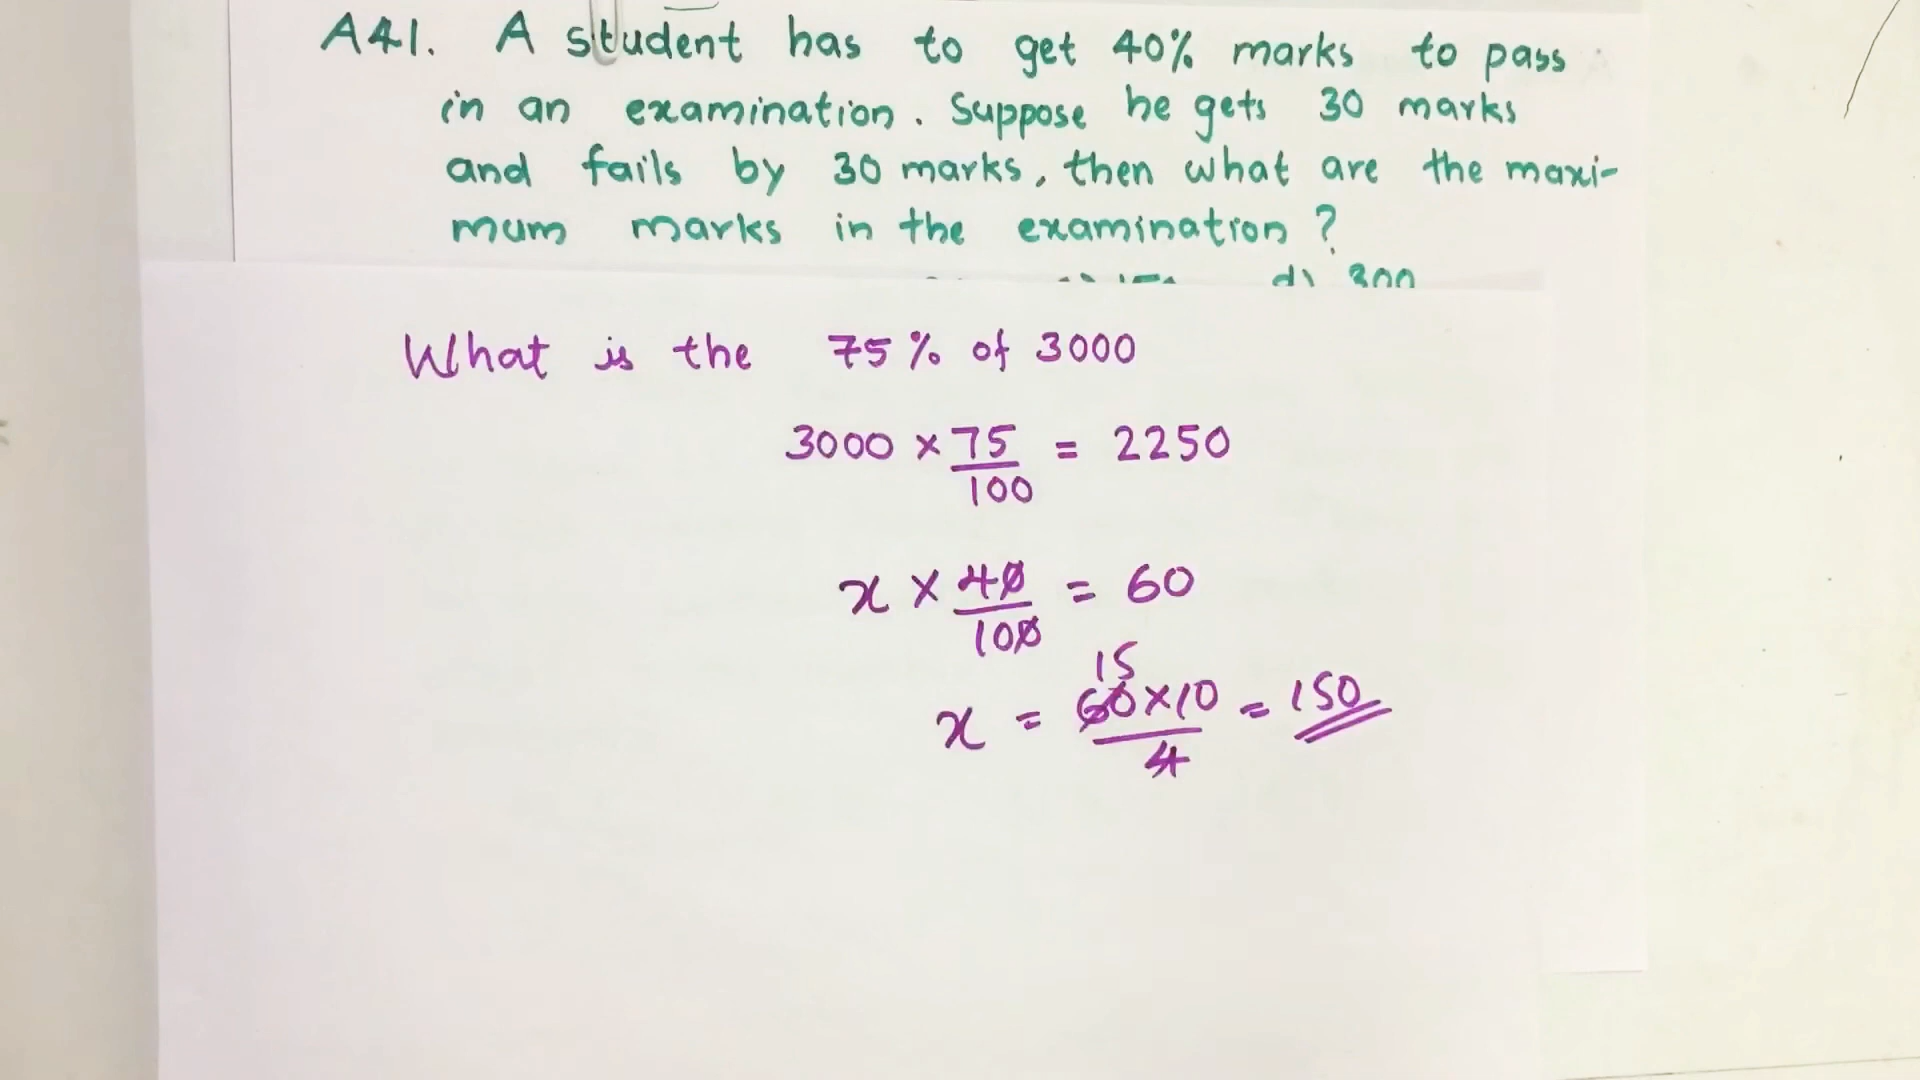 A41. A student has to get 40% marks to pass
in an examination. Suppose he gets 30 marks
and fails by 30 marks, then what are the maxi-
mum marks in the examination?
d) 300
What is the 75% of 3000
3000 × 75/100 = 2250
x × 40/100 = 60
15
x = 60×10/4 = 150